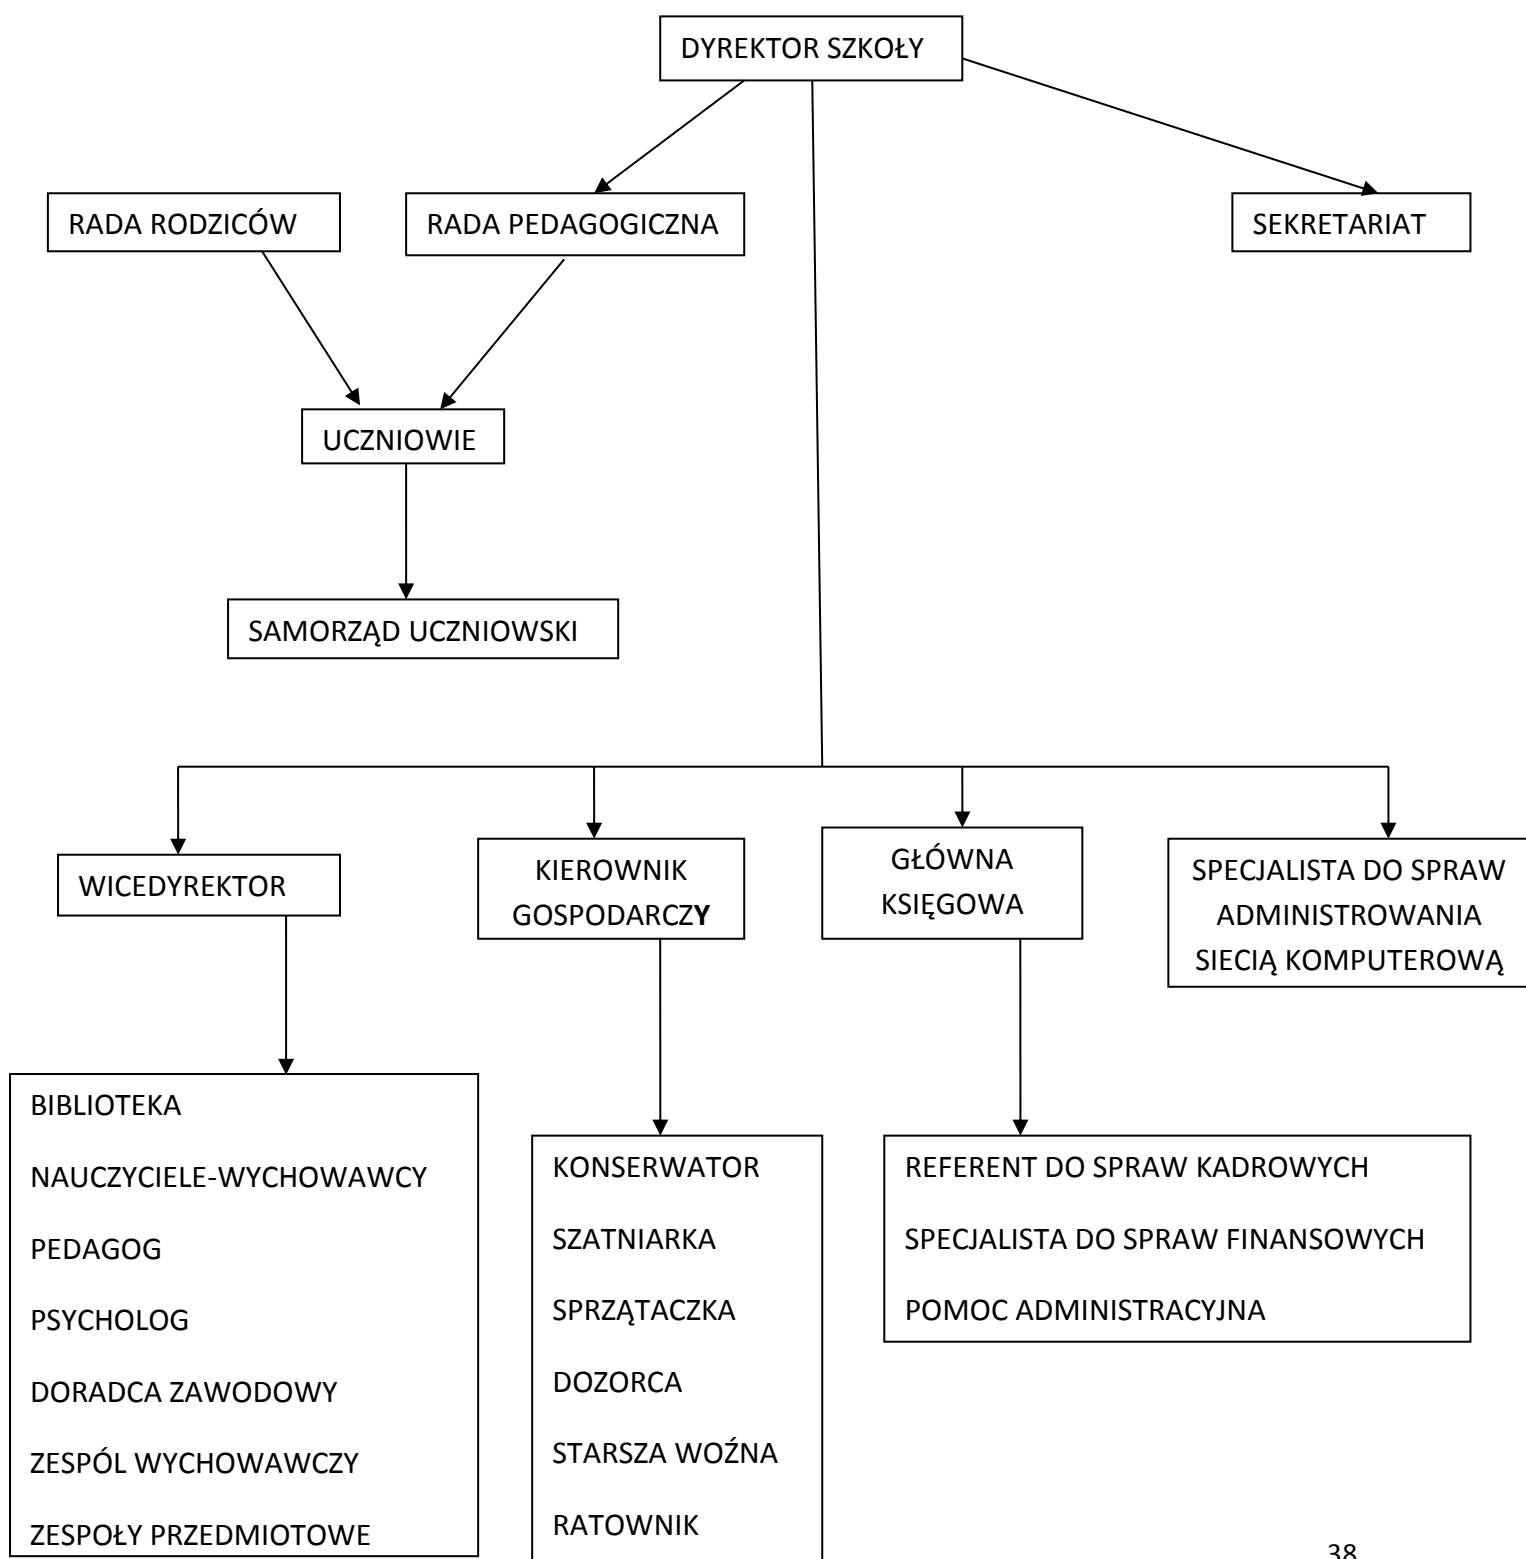 DYREKTOR SZKOŁY
RADA RODZICÓW
RADA PEDAGOGICZNA
SEKRETARIAT
UCZNIOWIE
SAMORZĄD UCZNIOWSKI
WICEDYREKTOR
KIEROWNIK
GOSPODARCZY
GŁÓWNA
KSIĘGOWA
SPECJALISTA DO SPRAW
ADMINISTROWANIA
SIECIĄ KOMPUTEROWĄ
BIBLIOTEKA
NAUCZYCIELE-WYCHOWAWCY
PEDAGOG
PSYCHOLOG
DORADCA ZAWODOWY
ZESPÓL WYCHOWAWCZY
ZESPOŁY PRZEDMIOTOWE
KONSERWATOR
SZATNIARKA
SPRZĄTACZKA
DOZORCA
STARSZA WOŹNA
RATOWNIK
REFERENT DO SPRAW KADROWYCH
SPECJALISTA DO SPRAW FINANSOWYCH
POMOC ADMINISTRACYJNA
38